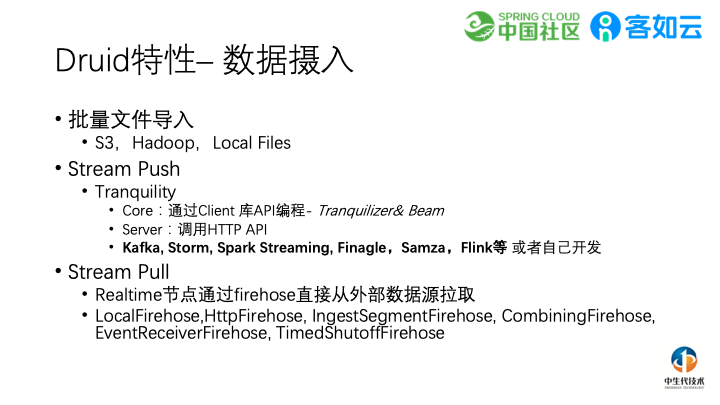 SPRING CLOUD
中国社区
客如云
Druid特性– 数据摄入
• 批量文件导入
• S3，Hadoop，Local Files
• Stream Push
• Tranquility
• Core：通过Client 库API编程- Tranquilizer& Beam
• Server：调用HTTP API
• Kafka, Storm, Spark Streaming, Finagle，Samza，Flink等 或者自己开发
• Stream Pull
• Realtime节点通过firehose直接从外部数据源拉取
• LocalFirehose,HttpFirehose, IngestSegmentFirehose, CombiningFirehose,
EventReceiverFirehose, TimedShutoffFirehose
中生代技术